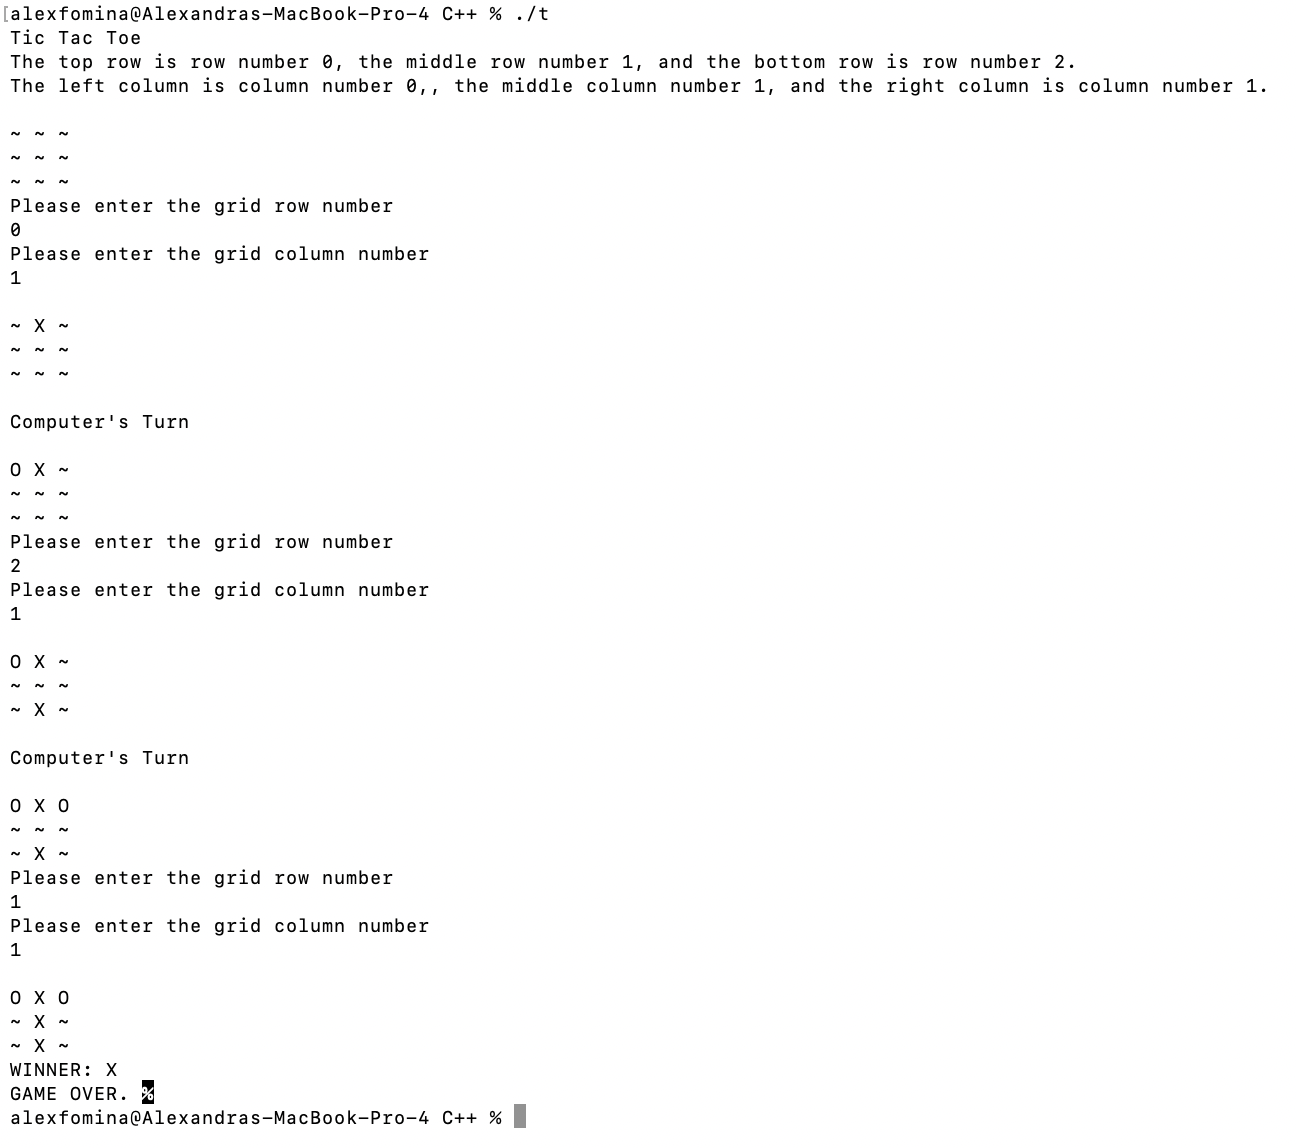 [alexfomina@Alexandras-MacBook-Pro-4 C++ % ./t
Tic Tac Toe
The top row is row number 0, the middle row number 1, and the bottom row is row number 2.
The left column is column number 0,, the middle column number 1, and the right column is column number 1.

~ ~ ~
~ ~ ~
~ ~ ~
Please enter the grid row number
0
Please enter the grid column number
1

~ X ~
~ ~ ~
~ ~ ~

Computer's Turn

O X ~
~ ~ ~
~ ~ ~
Please enter the grid row number
2
Please enter the grid column number
1

O X ~
~ ~ ~
~ X ~

Computer's Turn

O X O
~ ~ ~
~ X ~
Please enter the grid row number
1
Please enter the grid column number
1

O X O
~ X ~
~ X ~
WINNER: X
GAME OVER. %
alexfomina@Alexandras-MacBook-Pro-4 C++ %